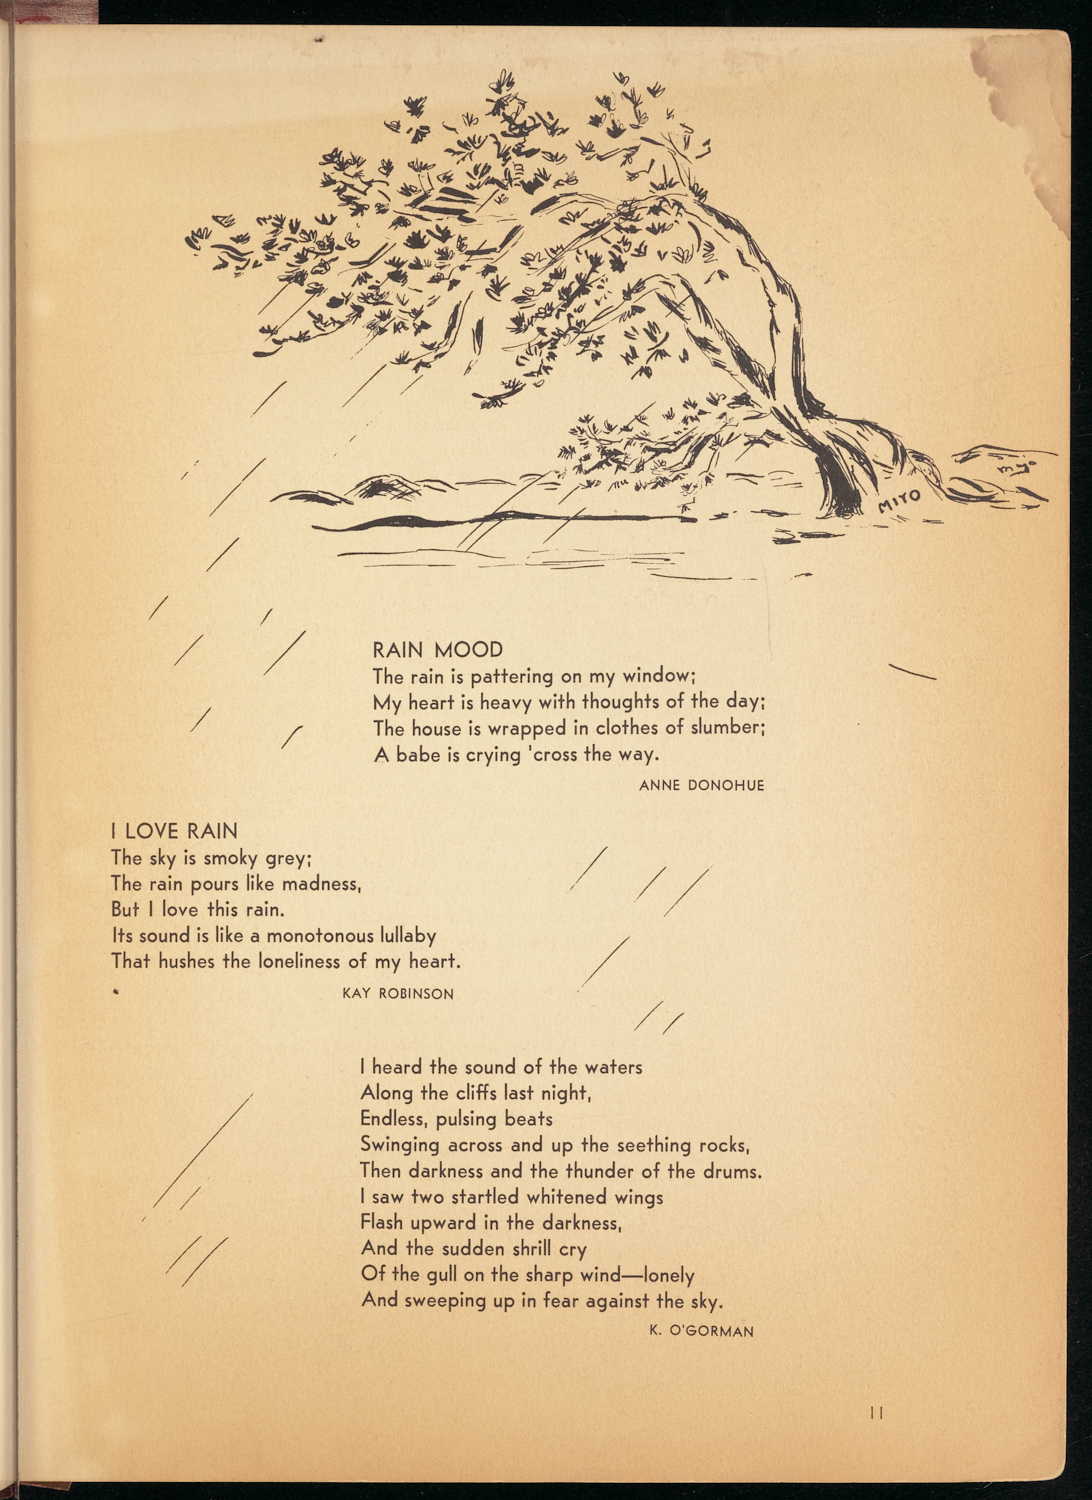 MIYO
RAIN MOOD
The rain is pattering on my window;
My heart is heavy with thoughts of the day;
The house is wrapped in clothes of slumber;
A babe is crying 'cross the way.
ANNE DONOHUE
I LOVE RAIN
The sky is smoky grey;
The rain pours like madness,
But I love this rain.
Its sound is like a monotonous lullaby
That hushes the loneliness of my heart.
KAY ROBINSON
I heard the sound of the waters
Along the cliffs last night,
Endless, pulsing beats
Swinging across and up the seething rocks,
Then darkness and the thunder of the drums.
I saw two startled whitened wings
Flash upward in the darkness,
And the sudden shrill cry
Of the gull on the sharp wind—lonely
And sweeping up in fear against the sky.
K. O'GORMAN
11